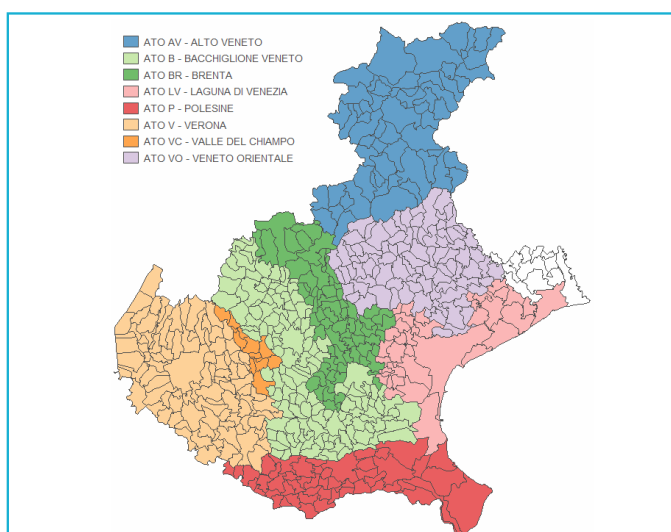 ATO AV - ALTO VENETO
ATO B - BACCHIGLIONE VENETO
ATO BR - BRENTA
ATO LV - LAGUNA DI VENEZIA
ATO P - POLESINE
ATO V - VERONA
ATO VC - VALLE DEL CHIAMPO
ATO VO - VENETO ORIENTALE